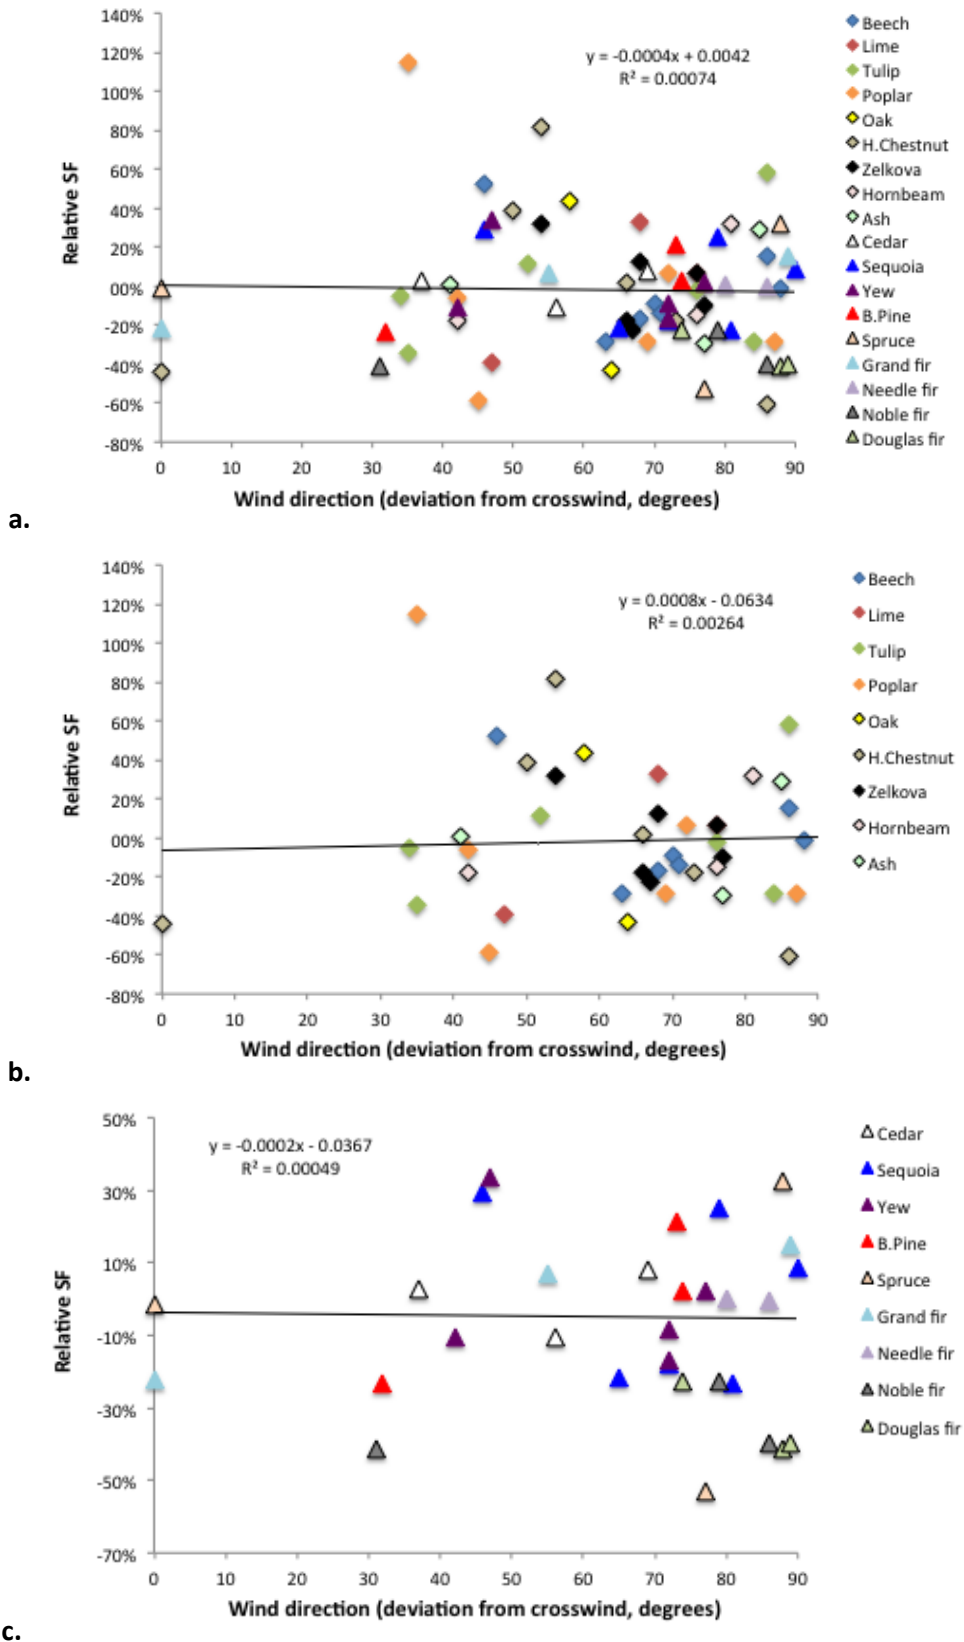 140%
120%
100%
80%
60%
40%
20%
00%
-20%
-40%
-60%
-80%
Relative SF
y = -0.0004x + 0.0042
R² = 0.00074
0 10 20 30 40 50 60 70 80 90
Wind direction (deviation from crosswind, degrees)
Beech
Lime
Tulip
Poplar
Oak
H.Chestnut
Zelkova
Hornbeam
Ash
Cedar
Sequoia
Yew
B.Pine
Spruce
Grand fir
Needle fir
Noble fir
Douglas fir
a.
140%
120%
100%
80%
60%
40%
20%
00%
-20%
-40%
-60%
-80%
Relative SF
y = 0.0008x - 0.0634
R² = 0.00264
0 10 20 30 40 50 60 70 80 90
Wind direction (deviation from crosswind, degrees)
Beech
Lime
Tulip
Poplar
Oak
H.Chestnut
Zelkova
Hornbeam
Ash
b.
50%
30%
10%
-10%
-30%
-50%
-70%
Relative SF
y = -0.0002x - 0.0367
R² = 0.00049
0 10 20 30 40 50 60 70 80 90
Wind direction (deviation from crosswind, degrees)
Cedar
Sequoia
Yew
B.Pine
Spruce
Grand fir
Needle fir
Noble fir
Douglas fir
c.